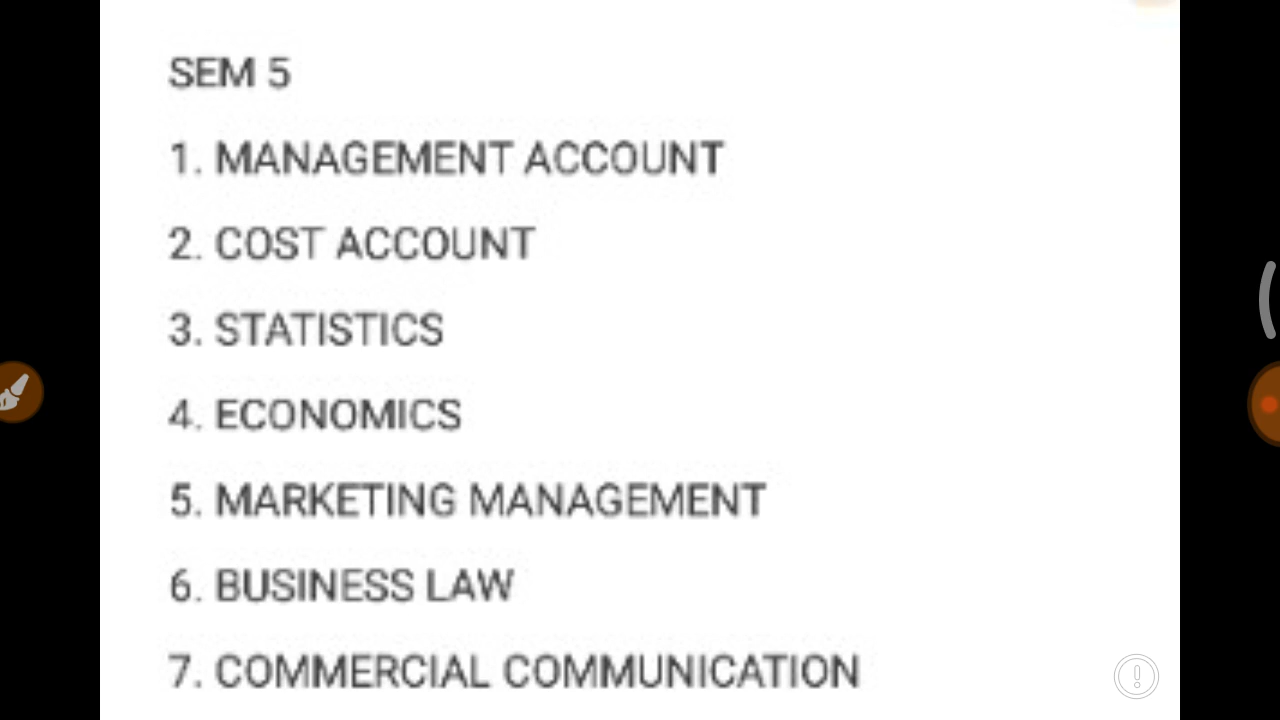 SEM 5
1. MANAGEMENT ACCOUNT
2. COST ACCOUNT
3. STATISTICS
4. ECONOMICS
5. MARKETING MANAGEMENT
6. BUSINESS LAW
7. COMMERCIAL COMMUNICATION